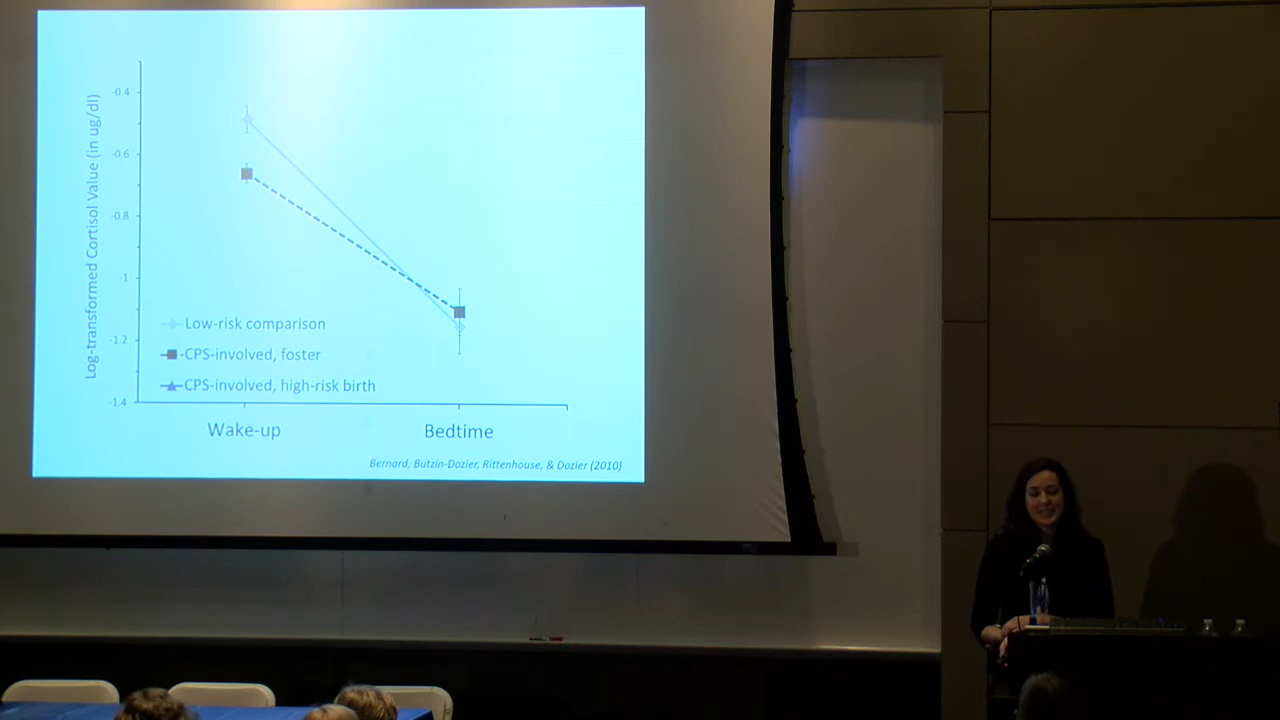 Log-transformed Cortisol Value (in ug/dl)
-0.4
-0.6
-0.8
-1
-1.2
-1.4
Low-risk comparison
CPS-involved, foster
CPS-involved, high-risk birth
Wake-up Bedtime
Bernard, Butzin-Dozier, Rittenhouse, & Dozier (2010)